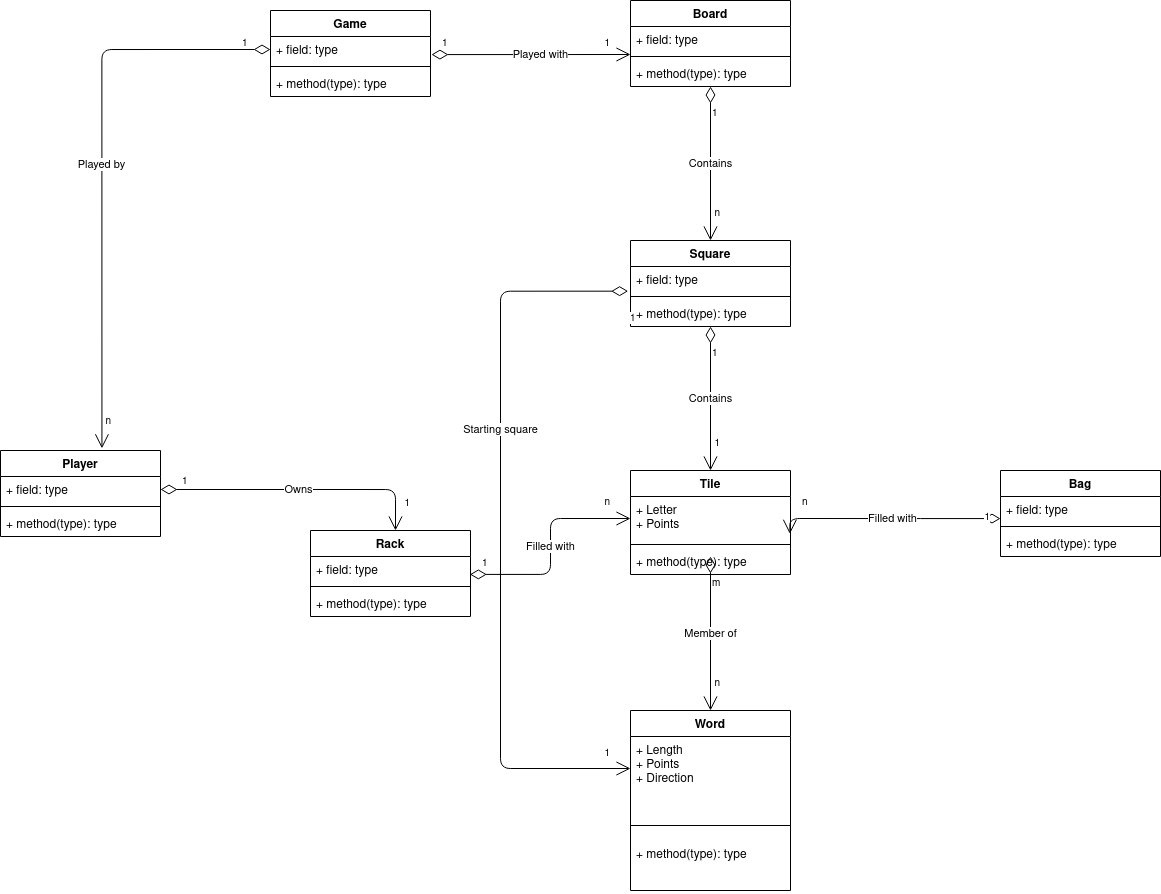 Game
+ field: type
+ method(type): type
1
1
Played with
1
Board
+ field: type
+ method(type): type
1
Contains
n
Played by
n
Square
+ field: type
+ method(type): type
1
1
Contains
1
Starting square
1
Player
+ field: type
+ method(type): type
1
Owns
1
Rack
+ field: type
+ method(type): type
1
Filled with
n
Tile
+ Letter
+ Points
+ method(type): type
m
Member of
n
n
Filled with
1
Bag
+ field: type
+ method(type): type
Word
+ Length
+ Points
+ Direction
+ method(type): type